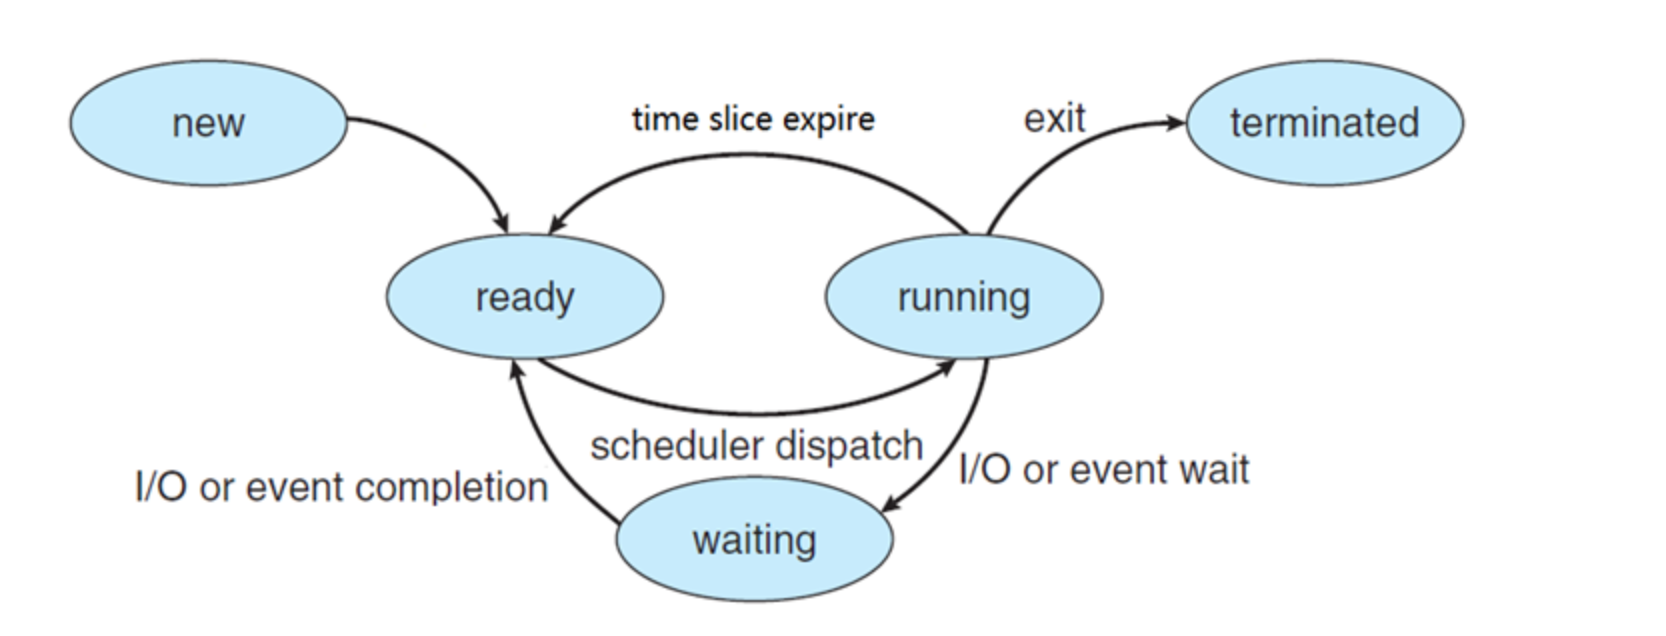 new
time slice expire
exit
terminated
ready
running
scheduler dispatch
I/O or event wait
I/O or event completion
waiting